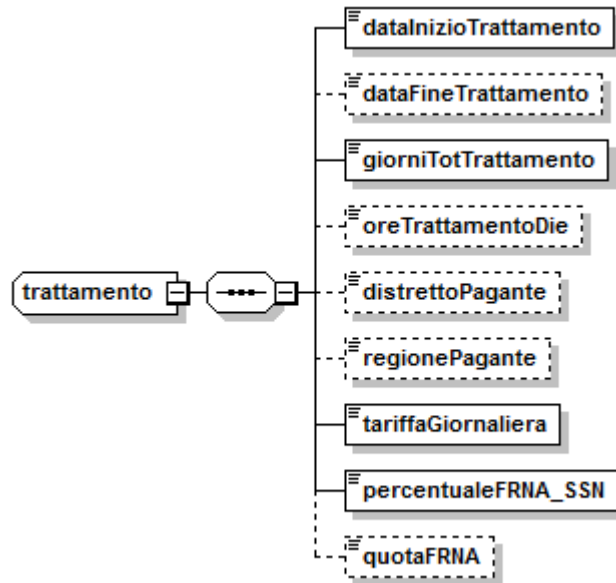 dataInizioTrattamento
dataFineTrattamento
giorniTotTrattamento
oreTrattamentoDie
trattamento
distrettoPagante
regionePagante
tariffaGiornaliera
percentualeFRNA_SSN
quotaFRNA